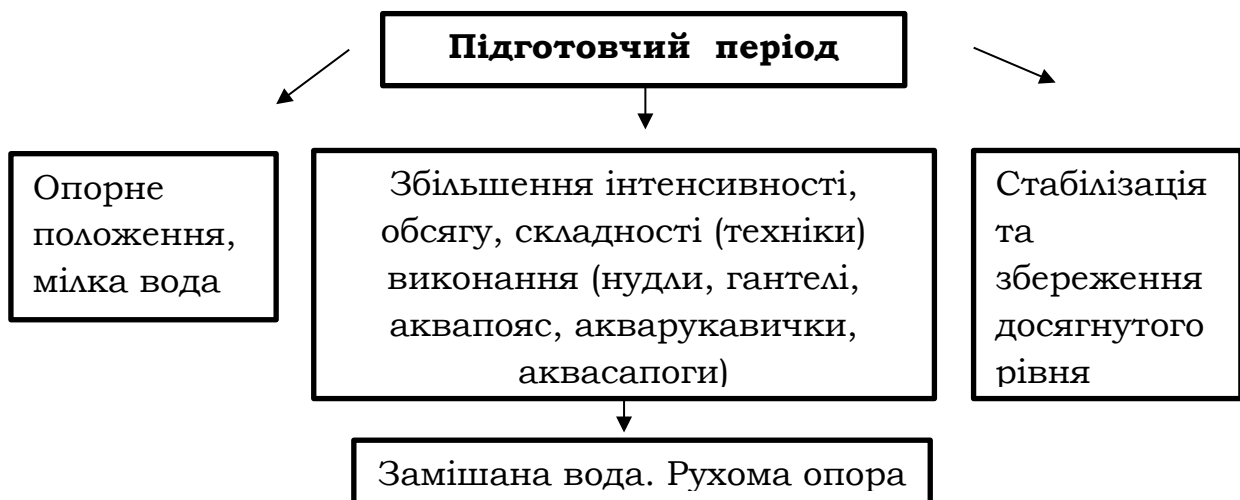 Підготовчий період
Опорне
положення,
мілка вода
Збільшення інтенсивності,
обсягу, складності (техніки)
виконання (нудли, гантелі,
аквапояс, акварукавички,
аквасапоги)
Стабілізація
та
збереження
досягнутого
рівня
Замішана вода. Рухома опора